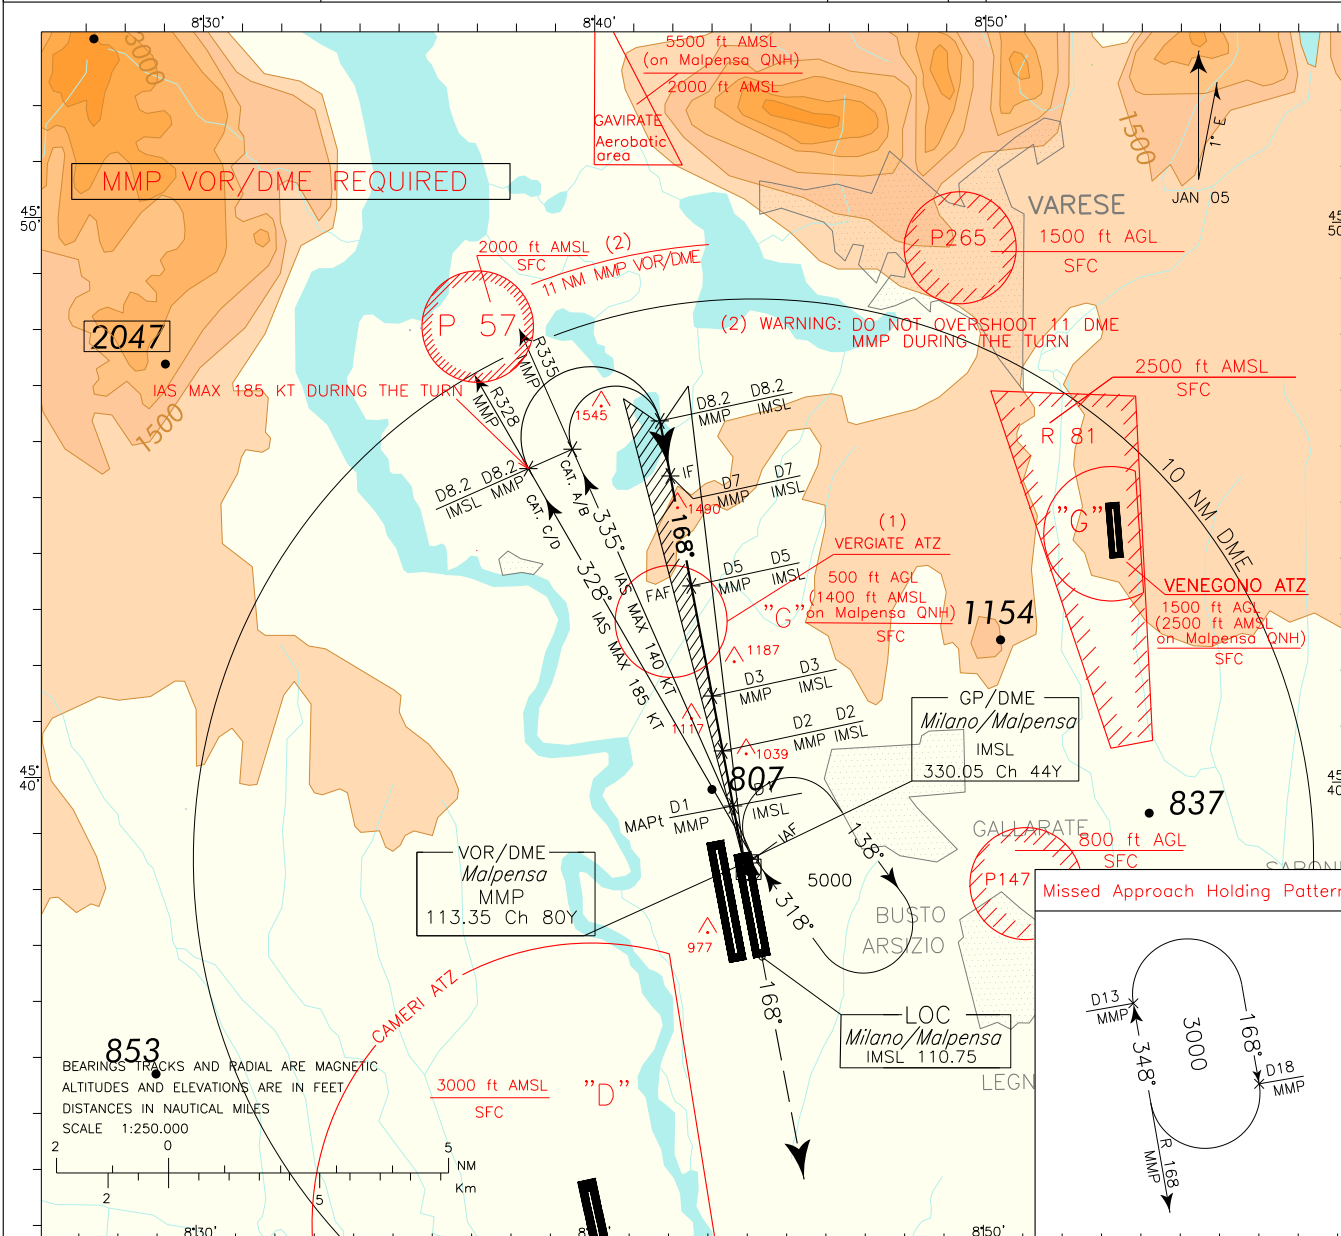 8°30'
8°40'
8°50'
3000
5500 ft AMSL
(on Malpensa QNH)
2000 ft AMSL
GAVIRATE
Aerobatic
area
1500
1° E
JAN 05
MMP VOR/DME REQUIRED
45°
50'
45
50
VARESE
P265
1500 ft AGL
SFC
2000 ft AMSL (2)
SFC
11 NM MMP VOR/DME
P 57
(2) WARNING: DO NOT OVERSHOOT 11 DME
MMP DURING THE TURN
2047
1500
IAS MAX 185 KT DURING THE TURN
R335
MMP
R328
MMP
1545
D8.2 D8.2
MMP IMSL
2500 ft AMSL
SFC
R 81
10 NM DME
D8.2 D8.2
IMSL MMP
CAT. A/B
CAT. C/D
IF
D7 D7
MMP IMSL
1490
168°
335°
328°
IAS MAX 140 KT
IAS MAX 185 KT
"G"
(1)
VERGIATE ATZ
500 ft AGL
(1400 ft AMSL
on Malpensa QNH)
SFC
"G"
D5 D5
MMP IMSL
FAF
VENEGONO ATZ
1500 ft AGL
(2500 ft AMSL
on Malpensa QNH)
SFC
1154
1187
D3 D3
MMP IMSL
1117
D2 D2
MMP IMSL
1039
GP/DME
Milano/Malpensa
IMSL
330.05 Ch 44Y
45°
40'
45
40
807
837
MAPt D1 D1
MMP IMSL
IAF
138°
318°
5000
GALLARATE
800 ft AGL
SFC
P147
SARONN
VOR/DME
Malpensa
MMP
113.35 Ch 80Y
977
BUSTO
ARSIZIO
168°
LOC
Milano/Malpensa
IMSL 110.75
LEGN
Missed Approach Holding Pattern
D13
MMP
3000
168°
348°
D18
MMP
R 168
MMP
CAMERI ATZ
853
BEARINGS TRACKS AND RADIAL ARE MAGNETIC
ALTITUDES AND ELEVATIONS ARE IN FEET
DISTANCES IN NAUTICAL MILES
SCALE 1:250.000
2 0 5 NM
2 5 Km
3000 ft AMSL
SFC
"D"
8°30'
8°50'